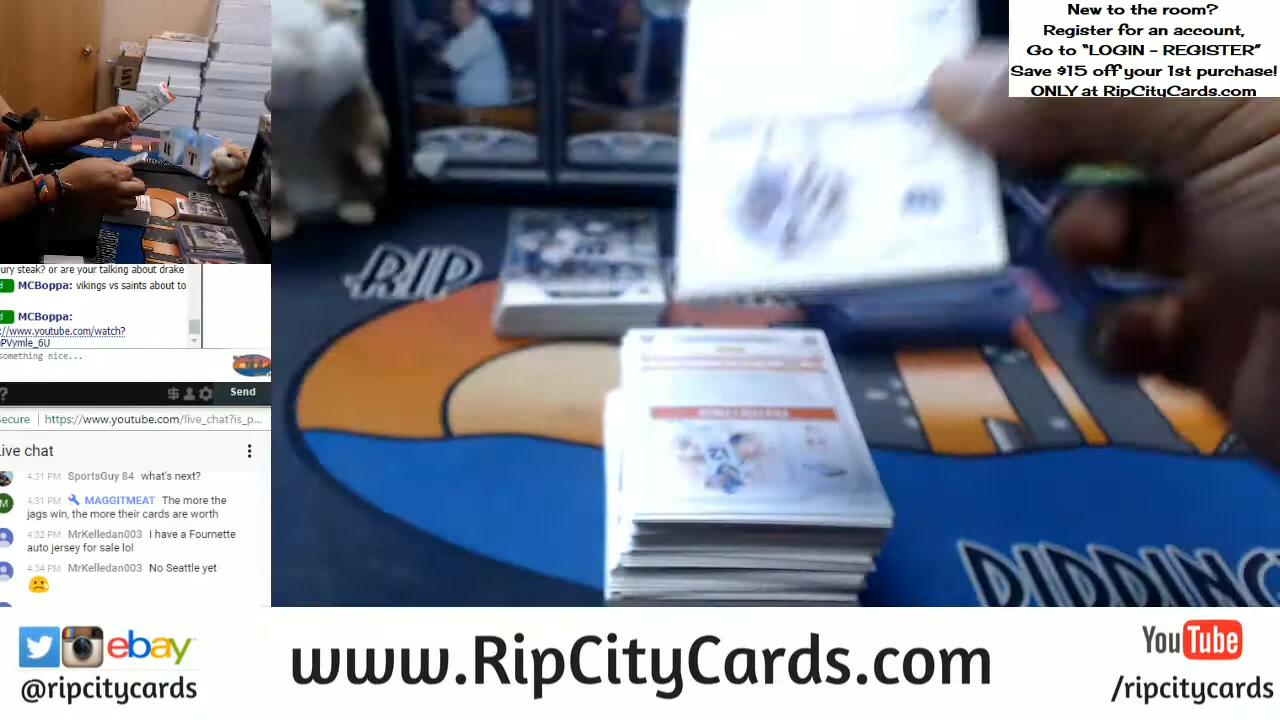 New to the room?
Register for an account,
Go to "LOGIN - REGISTER"
Save $15 off your 1st purchase!
ONLY at RipCityCards.com
RIP
ury steak? or are your talking about drake
d MCBoppa: vikings vs saints about to
d MCBoppa:
://www.youtube.com/watch?
PVymle_6U
something nice...
? $ Send
ecure https://www.youtube.com/live_chat?is_p...
ive chat
4:31 PM SportsGuy 84 what's next?
M 4:31 PM MAGGITMEAT The more the
jags win, the more their cards are worth
4:32 PM MrKelledan003 I have a Fournette
auto jersey for sale lol
4:34 PM MrKelledan003 No Seattle yet
12
RIPPING
ebay
@ripcitycards
www.RipCityCards.com
YouTube
/ripcitycards